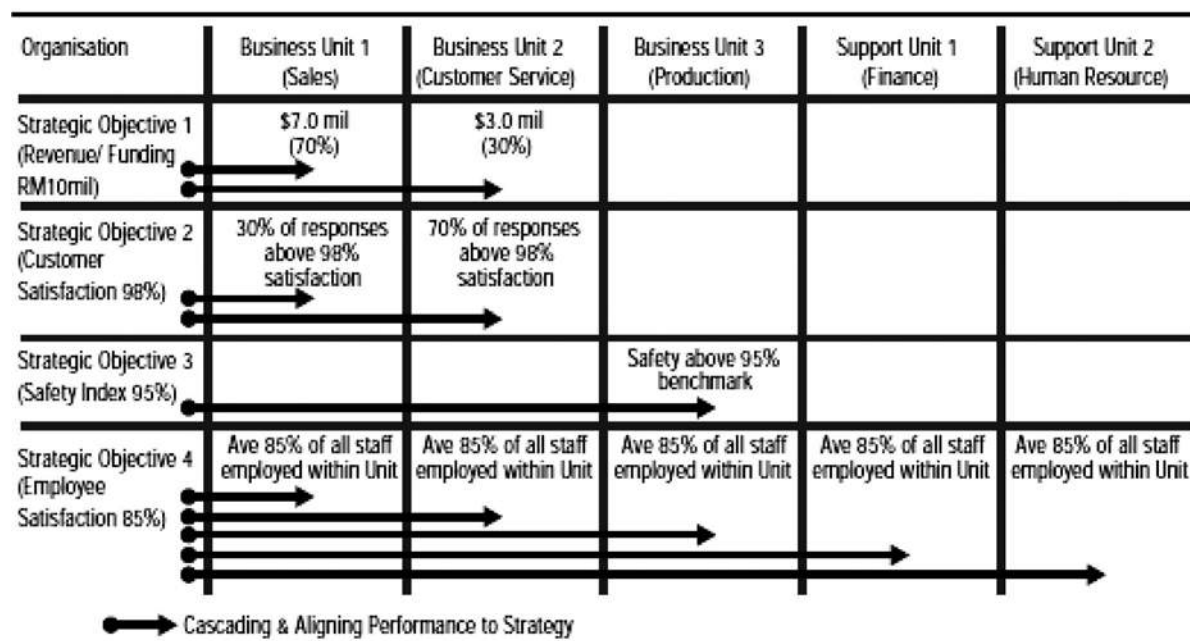 Organisation
Business Unit 1
(Sales)
Business Unit 2
(Customer Service)
Business Unit 3
(Production)
Support Unit 1
(Finance)
Support Unit 2
(Human Resource)
Strategic Objective 1
(Revenue/ Funding
RM10mil)
$7.0 mil
(70%)
$3.0 mil
(30%)
Strategic Objective 2
(Customer
Satisfaction 98%)
30% of responses
above 98%
satisfaction
70% of responses
above 98%
satisfaction
Strategic Objective 3
(Safety Index 95%)
Safety above 95%
benchmark
Strategic Objective 4
(Employee
Satisfaction 85%)
Ave 85% of all staff
employed within Unit
Ave 85% of all staff
employed within Unit
Ave 85% of all staff
employed within Unit
Ave 85% of all staff
employed within Unit
Ave 85% of all staff
employed within Unit
Cascading & Aligning Performance to Strategy